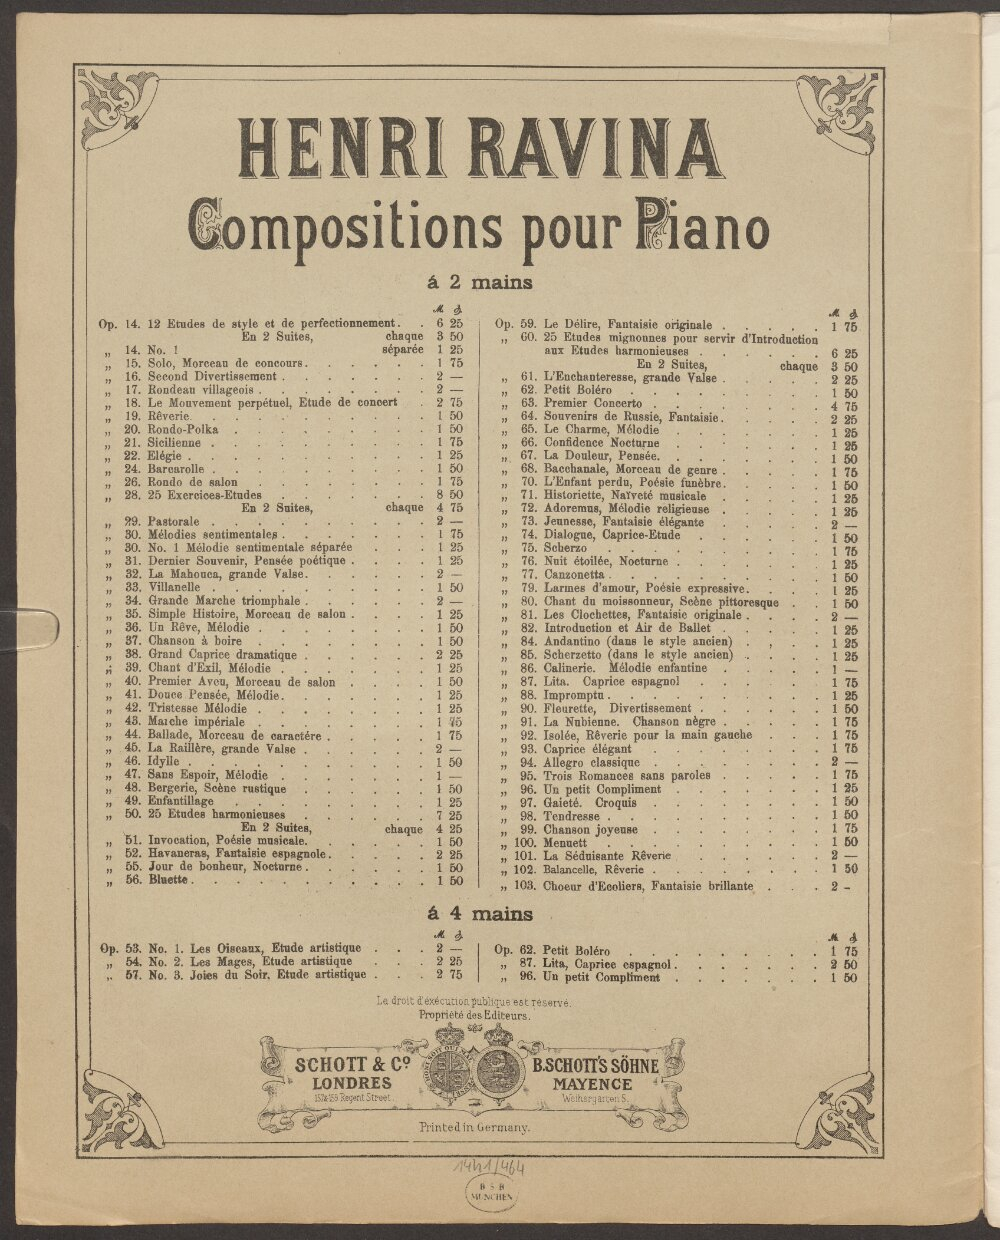 HENRI RAVINA
Compositions pour Piano
á 2 mains
M ₰
Op. 14. 12 Etudes de style et de perfectionnement . . 6 25
En 2 Suites, chaque 3 50
„ 14. No. 1 séparée 1 25
„ 15. Solo, Morceau de concours . . . . . . 1 75
„ 16. Second Divertissement . . . . . . . 2 —
„ 17. Rondeau villageois . . . . . . . . 2 —
„ 18. Le Mouvement perpétuel, Etude de concert . 2 75
„ 19. Rêverie . . . . . . . . . . 1 50
„ 20. Rondo-Polka . . . . . . . . . 1 50
„ 21. Sicilienne . . . . . . . . . 1 75
„ 22. Elégie . . . . . . . . . . 1 25
„ 24. Barcarolle . . . . . . . . . 1 50
„ 26. Rondo de salon . . . . . . . . 1 75
„ 28. 25 Exercices-Etudes . . . . . . . 8 50
En 2 Suites, chaque 4 75
„ 29. Pastorale . . . . . . . . . 2 —
„ 30. Mélodies sentimentales . . . . . . . 1 75
„ 30. No. 1 Mélodie sentimentale séparée . . . 1 25
„ 31. Dernier Souvenir, Pensée poétique . . . . 1 25
„ 32. La Mahouca, grande Valse . . . . . . 2 —
„ 33. Villanelle . . . . . . . . . 1 50
„ 34. Grande Marche triomphale . . . . . . 2 —
„ 35. Simple Histoire, Morceau de salon . . . . 1 25
„ 36. Un Rêve, Mélodie . . . . . . . . 1 50
„ 37. Chanson à boire . . . . . . . . 1 50
„ 38. Grand Caprice dramatique . . . . . . 2 25
„ 39. Chant d'Exil, Mélodie . . . . . . . 1 25
„ 40. Premier Aveu, Morceau de salon . . . . 1 50
„ 41. Douce Pensée, Mélodie . . . . . . . 1 25
„ 42. Tristesse Mélodie . . . . . . . . 1 25
„ 43. Marche impériale . . . . . . . . 1 75
„ 44. Ballade, Morceau de caractére . . . . . 1 75
„ 45. La Raillère, grande Valse . . . . . . 2 —
„ 46. Idylle . . . . . . . . . . 1 50
„ 47. Sans Espoir, Mélodie . . . . . . . 1 —
„ 48. Bergerie, Scène rustique . . . . . . 1 50
„ 49. Enfantillage . . . . . . . . . 1 25
„ 50. 25 Etudes harmonieuses . . . . . . 7 25
En 2 Suites, chaque 4 25
„ 51. Invocation, Poésie musicale . . . . . . 1 50
„ 52. Havaneras, Fantaisie espagnole . . . . . 2 25
„ 55. Jour de bonheur, Nocturne . . . . . . 1 50
„ 56. Bluette . . . . . . . . . . 1 50
M ₰
Op. 59. Le Délire, Fantaisie originale . . . . . 1 75
„ 60. 25 Etudes mignonnes pour servir d'Introduction
aux Etudes harmonieuses . . . . . . 6 25
En 2 Suites, chaque 3 50
„ 61. L'Enchanteresse, grande Valse . . . . . 2 25
„ 62. Petit Boléro . . . . . . . . 1 50
„ 63. Premier Concerto . . . . . . . 4 75
„ 64. Souvenirs de Russie, Fantaisie . . . . . 2 25
„ 65. Le Charme, Mélodie . . . . . . . 1 25
„ 66. Confidence Nocturne . . . . . . . 1 25
„ 67. La Douleur, Pensée. . . . . . . . 1 50
„ 68. Bacchanale, Morceau de genre . . . . . 1 75
„ 70. L'Enfant perdu, Poésie funèbre . . . . . 1 50
„ 71. Historiette, Naïveté musicale . . . . . 1 25
„ 72. Adoremus, Mélodie religieuse . . . . . 1 25
„ 73. Jeunesse, Fantaisie élégante . . . . . 2 —
„ 74. Dialogue, Caprice-Etude . . . . . . 1 50
„ 75. Scherzo . . . . . . . . . 1 75
„ 76. Nuit étoilée, Nocturne . . . . . . . 1 25
„ 77. Canzonetta . . . . . . . . . 1 50
„ 79. Larmes d'amour, Poésie expressive . . . . 1 25
„ 80. Chant du moissonneur, Scène pittoresque . . 1 50
„ 81. Les Clochettes, Fantaisie originale . . . . 2 —
„ 82. Introduction et Air de Ballet . . . . . 1 25
„ 84. Andantino (dans le style ancien) . . . . 1 25
„ 85. Scherzetto (dans le style ancien) . . . . 1 25
„ 86. Calinerie. Mélodie enfantine . . . . . 1 —
„ 87. Lita. Caprice espagnol . . . . . . 1 75
„ 88. Impromptu . . . . . . . . . 1 25
„ 90. Fleurette, Divertissement . . . . . . 1 50
„ 91. La Nubienne. Chanson nègre . . . . . 1 75
„ 92. Isolée, Rêverie pour la main gauche . . . 1 75
„ 93. Caprice élégant . . . . . . . . 1 75
„ 94. Allegro classique . . . . . . . . 2 —
„ 95. Trois Romances sans paroles . . . . . 1 75
„ 96. Un petit Compliment . . . . . . . 1 25
„ 97. Gaieté. Croquis . . . . . . . . 1 50
„ 98. Tendresse . . . . . . . . . 1 50
„ 99. Chanson joyeuse . . . . . . . . 1 75
„ 100. Menuett . . . . . . . . . 1 50
„ 101. La Séduisante Rêverie . . . . . . 2 —
„ 102. Balancelle, Rêverie . . . . . . . 1 50
„ 103. Choeur d'Ecoliers, Fantaisie brillante . . . 2 -
á 4 mains
M ₰
Op. 53. No. 1. Les Oiseaux, Etude artistique . . . 2 —
„ 54. No. 2. Les Mages, Etude artistique . . . 2 25
„ 57. No. 3. Joies du Soir, Etude artistique . . . 2 75
M ₰
Op. 62. Petit Boléro . . . . . . . . 1 75
„ 87. Lita, Caprice espagnol . . . . . . . 2 50
„ 96. Un petit Compliment . . . . . . . 1 50
Le droit d'exécution publique est réservé.
Propriété des Editeurs.
SCHOTT & Cº
LONDRES
157&159 Regent Street.
B. SCHOTT'S SÖHNE
MAYENCE
Weihergarten 5.
Printed in Germany.
1441/464
B S B
MÜNCHEN